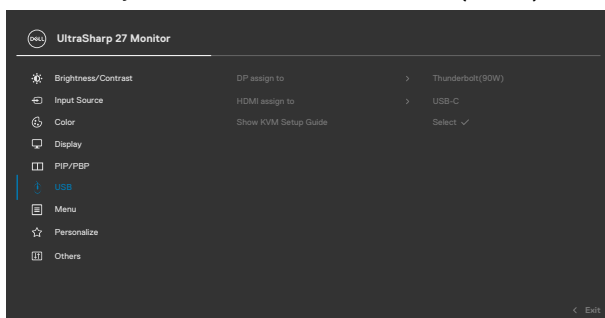 DELL
UltraSharp 27 Monitor
Brightness/Contrast DP assign to > Thunderbolt(90W)
Input Source HDMI assign to > USB-C
Color Show KVM Setup Guide Select ✓
Display
PIP/PBP
USB
Menu
Personalize
Others
< Exit